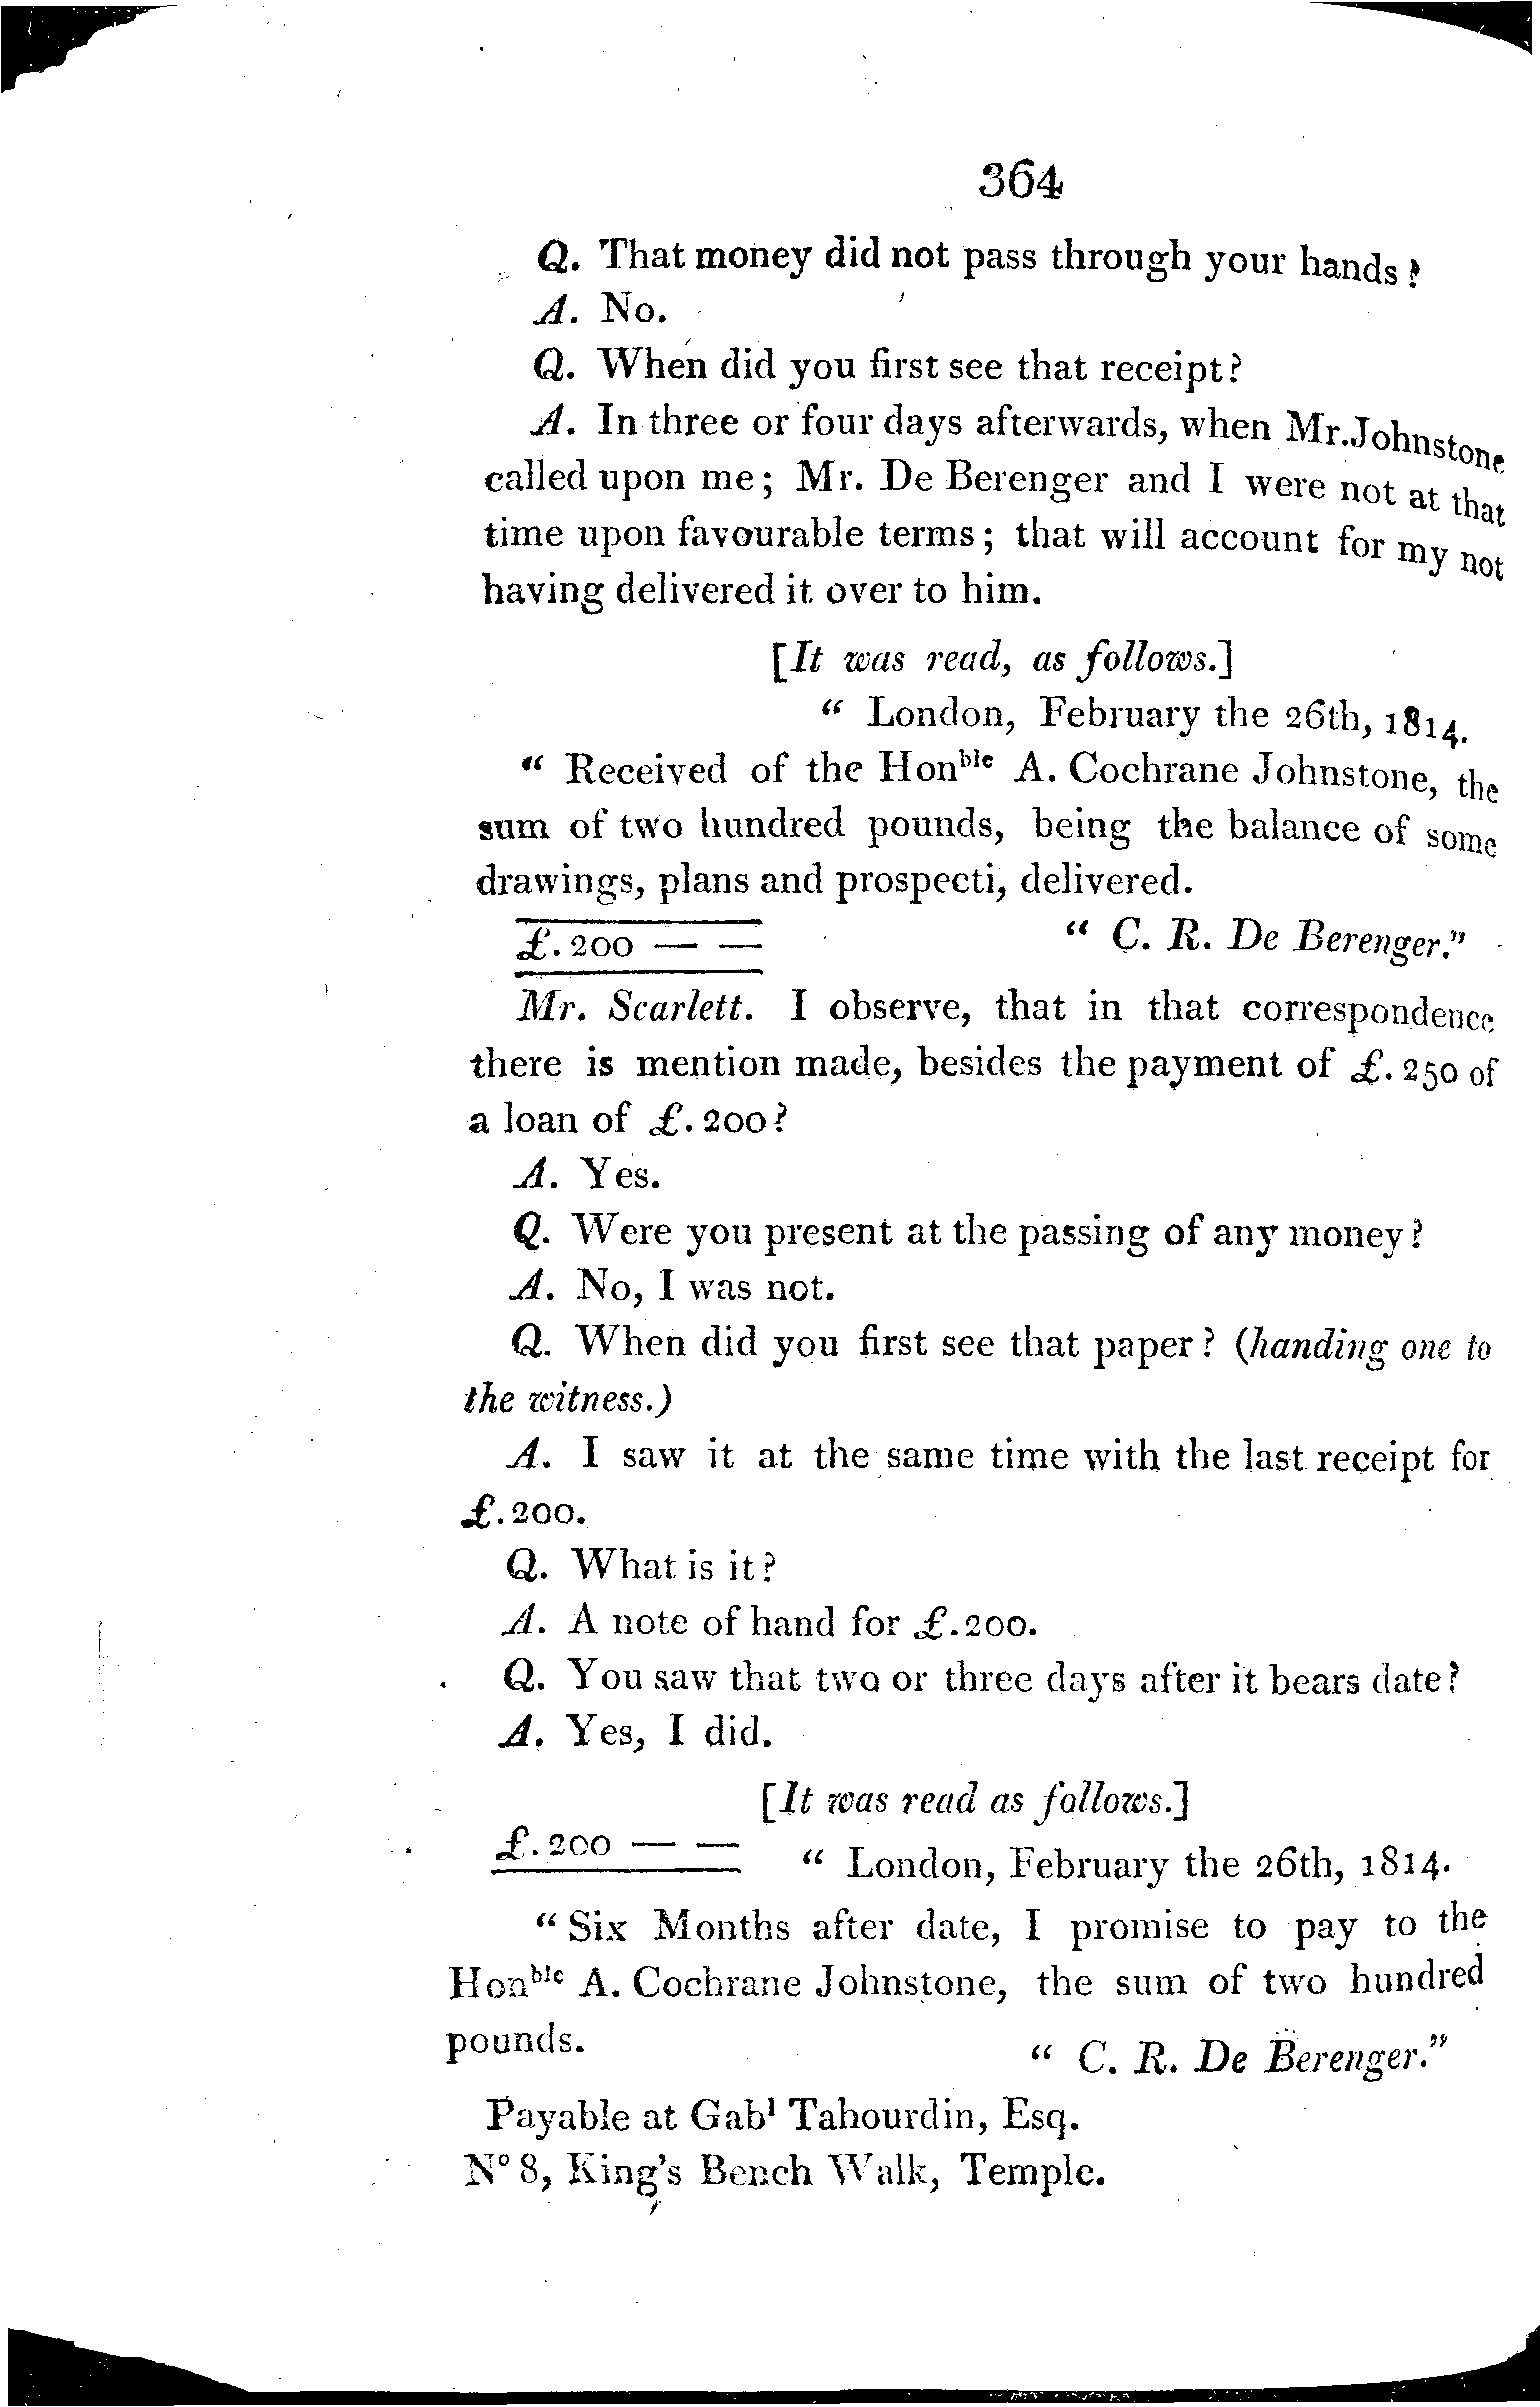 364
Q. That money did not pass through your hands?
A. No.
Q. When did you first see that receipt?
A. In three or four days afterwards, when Mr. Johnstone
called upon me; Mr. De Berenger and I were not at that
time upon favourable terms; that will account for my not
having delivered it over to him.
[It was read, as follows.]
" London, February the 26th, 1814.
" Received of the Honble A. Cochrane Johnstone, the
sum of two hundred pounds, being the balance of some
drawings, plans and prospecti, delivered.
£.200 — — " C. R. De Berenger."
Mr. Scarlett. I observe, that in that correspondence
there is mention made, besides the payment of £.250 of
a loan of £.200?
A. Yes.
Q. Were you present at the passing of any money?
A. No, I was not.
Q. When did you first see that paper? (handing one to
the witness.)
A. I saw it at the same time with the last receipt for
£.200.
Q. What is it?
A. A note of hand for £.200.
Q. You saw that two or three days after it bears date?
A. Yes, I did.
[It was read as follows.]
£.200 — — " London, February the 26th, 1814.
" Six Months after date, I promise to pay to the
Honble A. Cochrane Johnstone, the sum of two hundred
pounds.
" C. R. De Berenger."
Payable at Gabl Tahourdin, Esq.
No 8, King's Bench Walk, Temple.